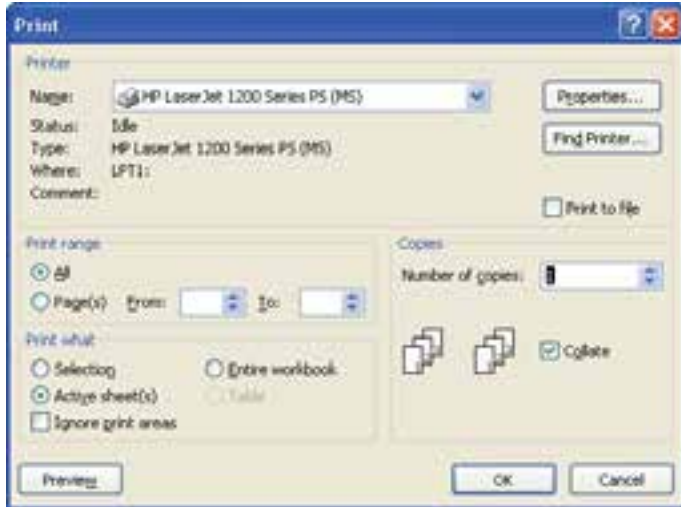 Print
Printer
Name: HP LaserJet 1200 Series PS (MS)
Properties...
Status: Idle
Find Printer...
Type: HP LaserJet 1200 Series PS (MS)
Where: LPT1:
Comment:
Print to file
Print range
All
Page(s) From: To:
Copies
Number of copies: 1
Collate
Print what
Selection Entire workbook
Active sheet(s) Table
Ignore print areas
Preview OK Cancel